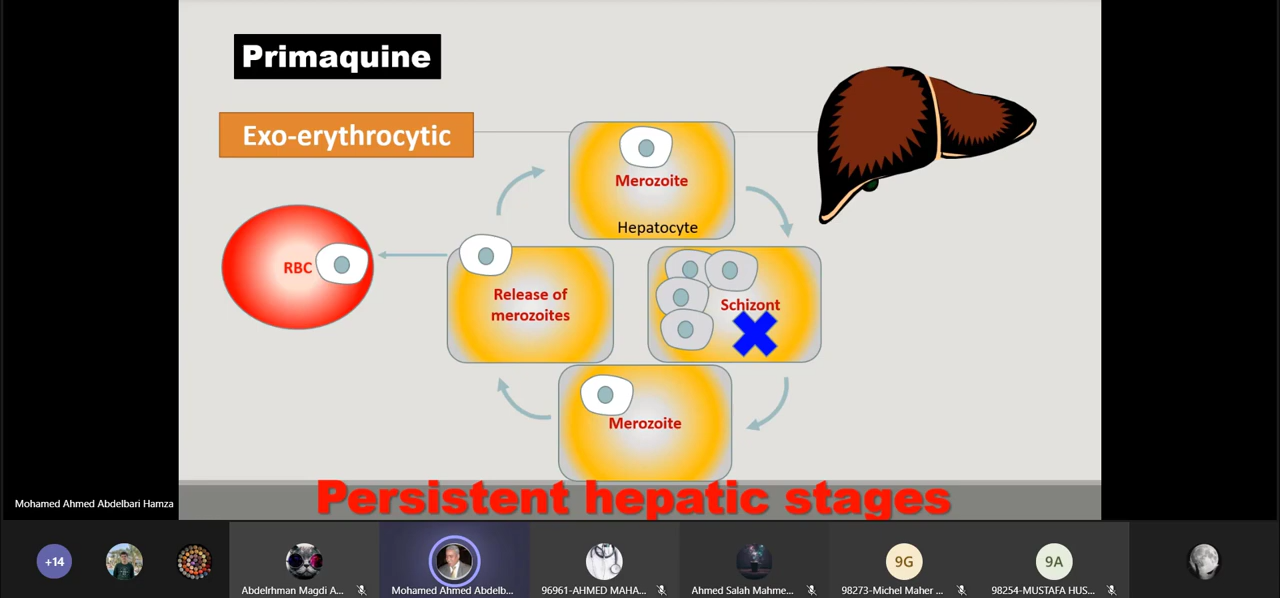 Primaquine
Exo-erythrocytic
Merozoite
Hepatocyte
RBC
Release of
merozoites
Schizont
Merozoite
Persistent hepatic stages
Mohamed Ahmed Abdelbari Hamza
+14
Abdelrhman Magdi A...
Mohamed Ahmed Abdelb...
96961-AHMED MAHA...
Ahmed Salah Mahme...
9G
98273-Michel Maher ...
9A
98254-MUSTAFA HUS...